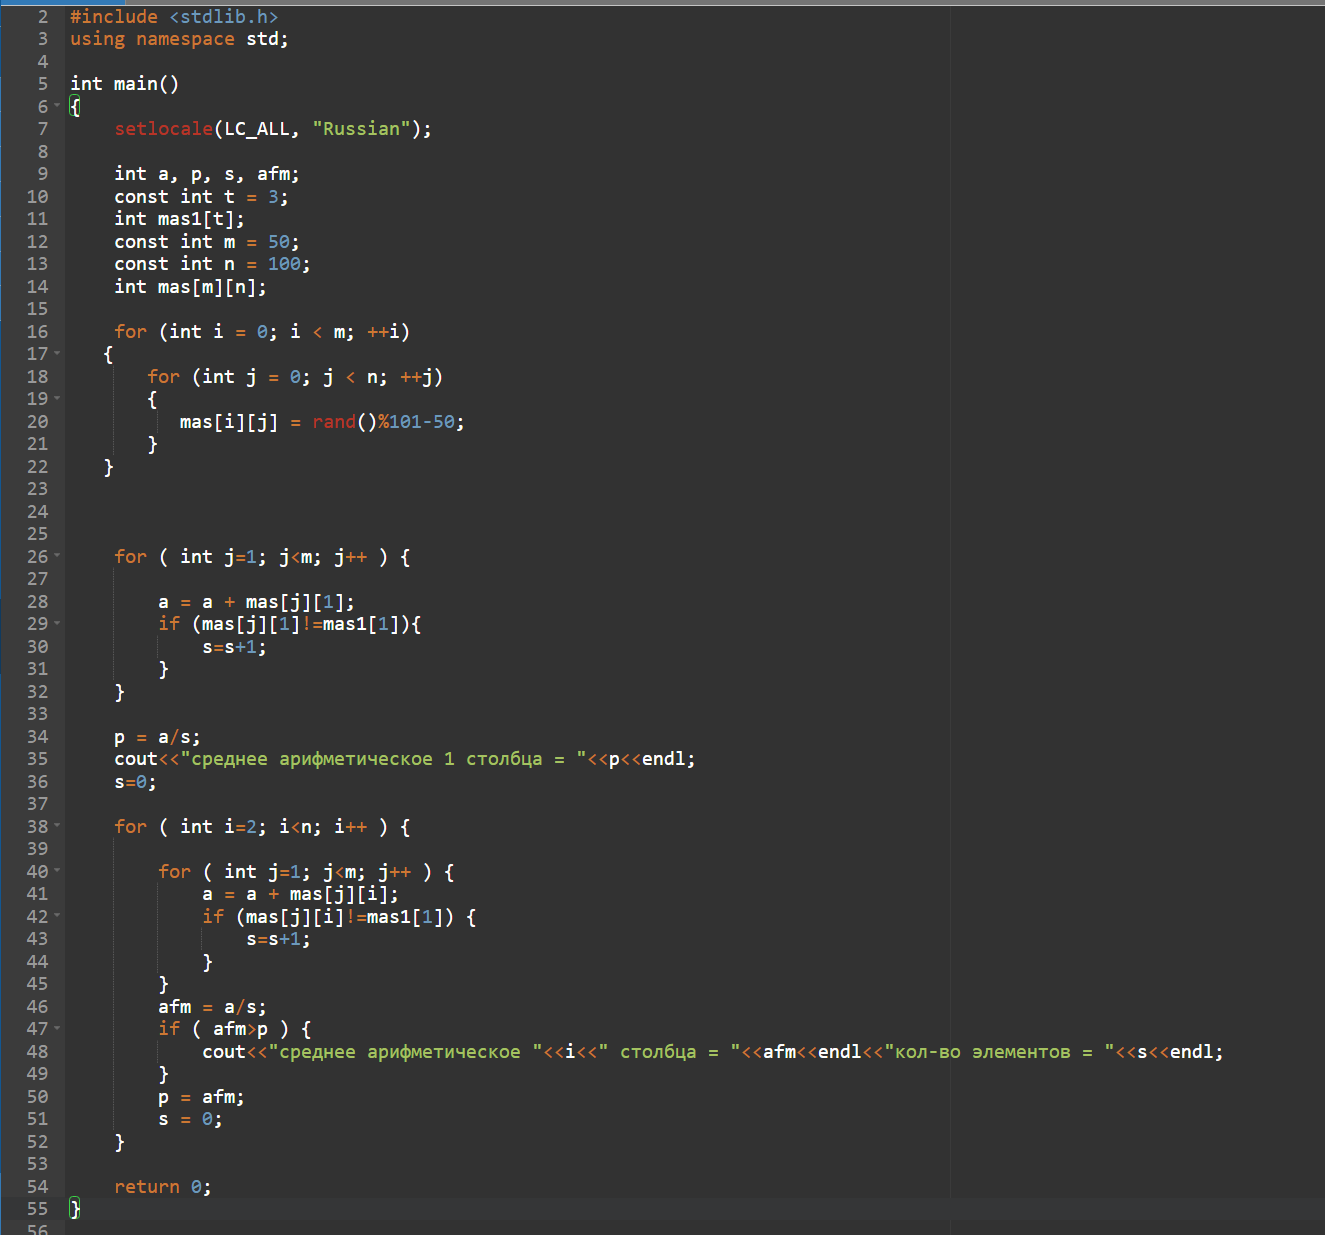 2 #include <stdlib.h>
3 using namespace std;
4
5 int main()
6 {
7     setlocale(LC_ALL, "Russian");
8
9     int a, p, s, afm;
10     const int t = 3;
11     int mas1[t];
12     const int m = 50;
13     const int n = 100;
14     int mas[m][n];
15
16     for (int i = 0; i < m; ++i)
17    {
18        for (int j = 0; j < n; ++j)
19        {
20           mas[i][j] = rand()%101-50;
21        }
22    }
23
24
25
26     for ( int j=1; j<m; j++ ) {
27
28         a = a + mas[j][1];
29         if (mas[j][1]!=mas1[1]){
30             s=s+1;
31         }
32     }
33
34     p = a/s;
35     cout<<"среднее арифметическое 1 столбца = "<<p<<endl;
36     s=0;
37
38     for ( int i=2; i<n; i++ ) {
39
40         for ( int j=1; j<m; j++ ) {
41             a = a + mas[j][i];
42             if (mas[j][i]!=mas1[1]) {
43                 s=s+1;
44             }
45         }
46         afm = a/s;
47         if ( afm>p ) {
48             cout<<"среднее арифметическое "<<i<<" столбца = "<<afm<<endl<<"кол-во элементов = "<<s<<endl;
49         }
50         p = afm;
51         s = 0;
52     }
53
54     return 0;
55 }
56